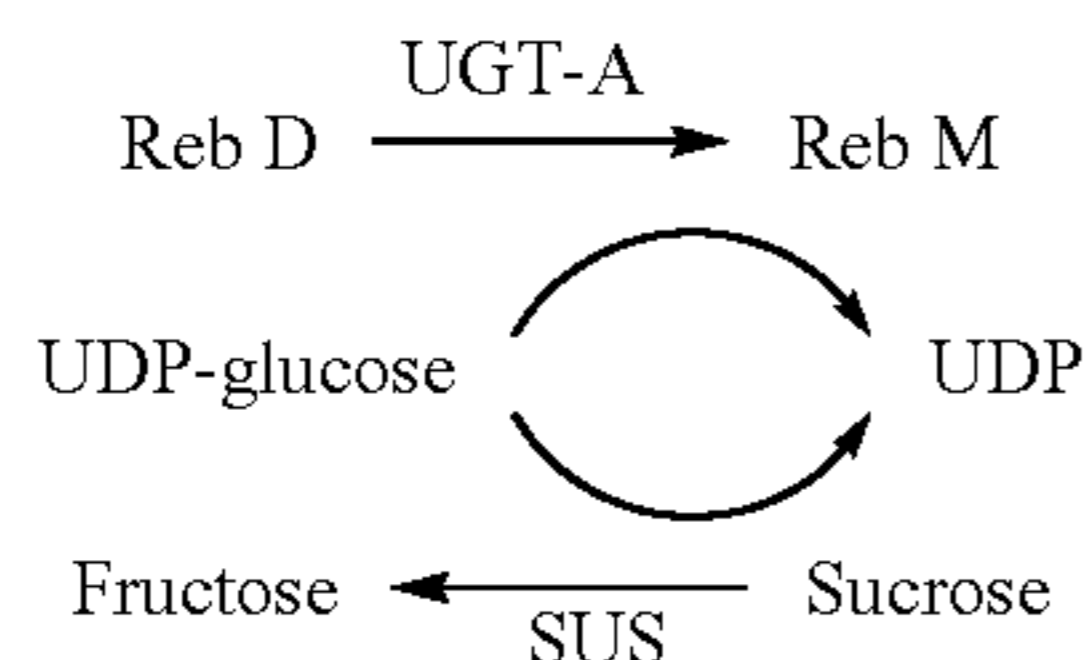 UGT-A
Reb D Reb M
UDP-glucose UDP
Fructose Sucrose
SUS